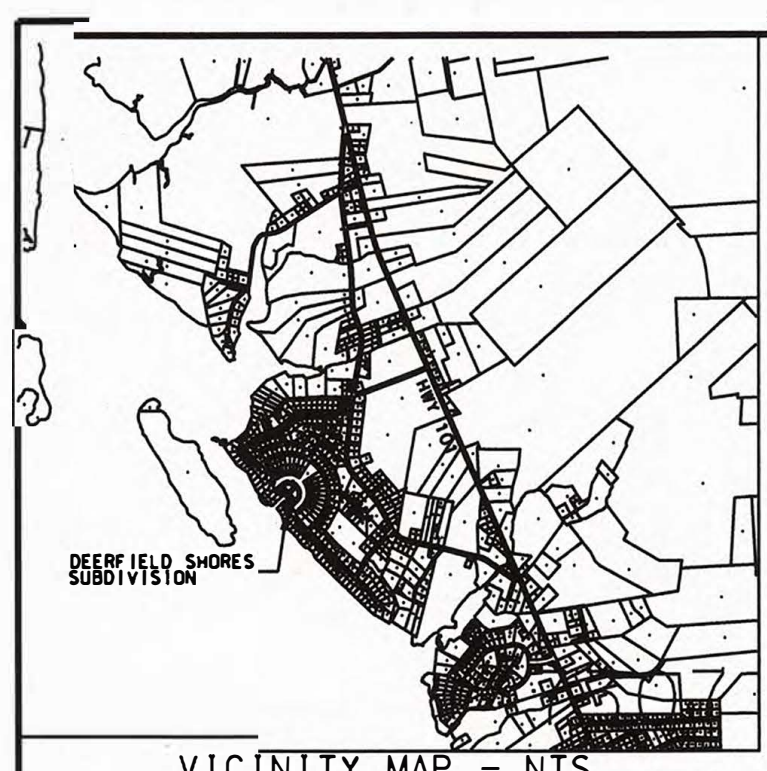 HWY 101
DEERFIELD SHORES
SUBDIVISION
VICINITY MAP - NTS